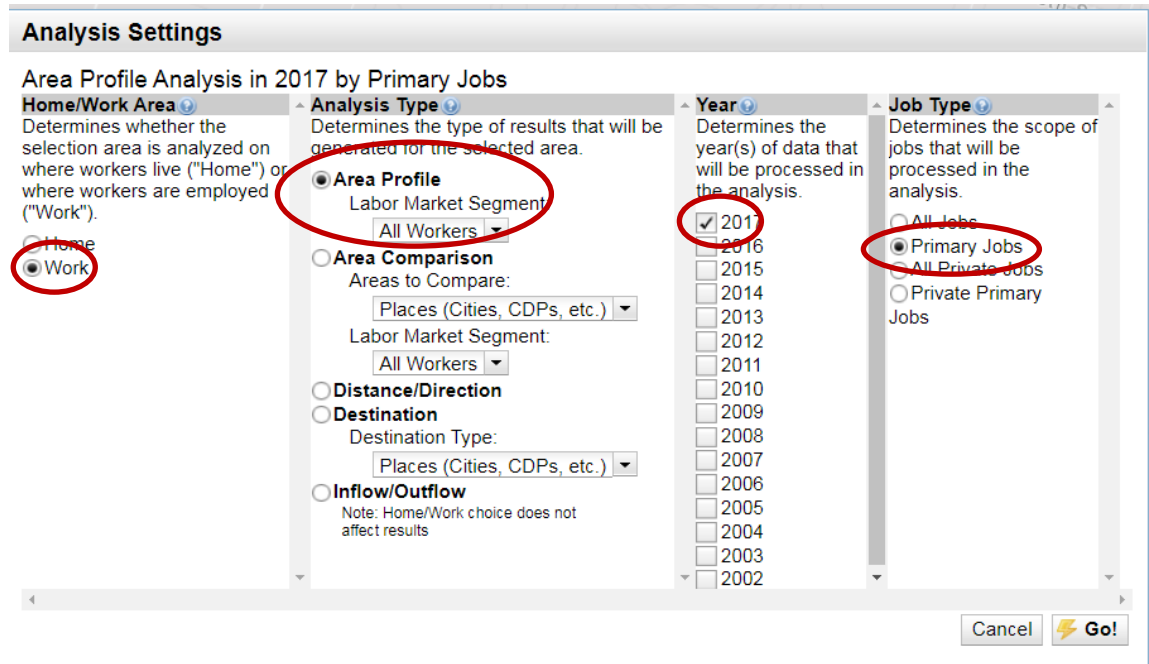 Analysis Settings
Area Profile Analysis in 2017 by Primary Jobs
Home/Work Area
Determines whether the
selection area is analyzed on
where workers live ("Home") or
where workers are employed
("Work").
Home
Work
Analysis Type
Determines the type of results that will be
generated for the selected area.
Area Profile
Labor Market Segment
All Workers
Area Comparison
Areas to Compare:
Places (Cities, CDPs, etc.)
Labor Market Segment:
All Workers
Distance/Direction
Destination
Destination Type:
Places (Cities, CDPs, etc.)
Inflow/Outflow
Note: Home/Work choice does not
affect results
Year
Determines the
year(s) of data that
will be processed in
the analysis.
2017
2016
2015
2014
2013
2012
2011
2010
2009
2008
2007
2006
2005
2004
2003
2002
Job Type
Determines the scope of
jobs that will be
processed in the
analysis.
All Jobs
Primary Jobs
All Private Jobs
Private Primary
Jobs
Cancel
Go!